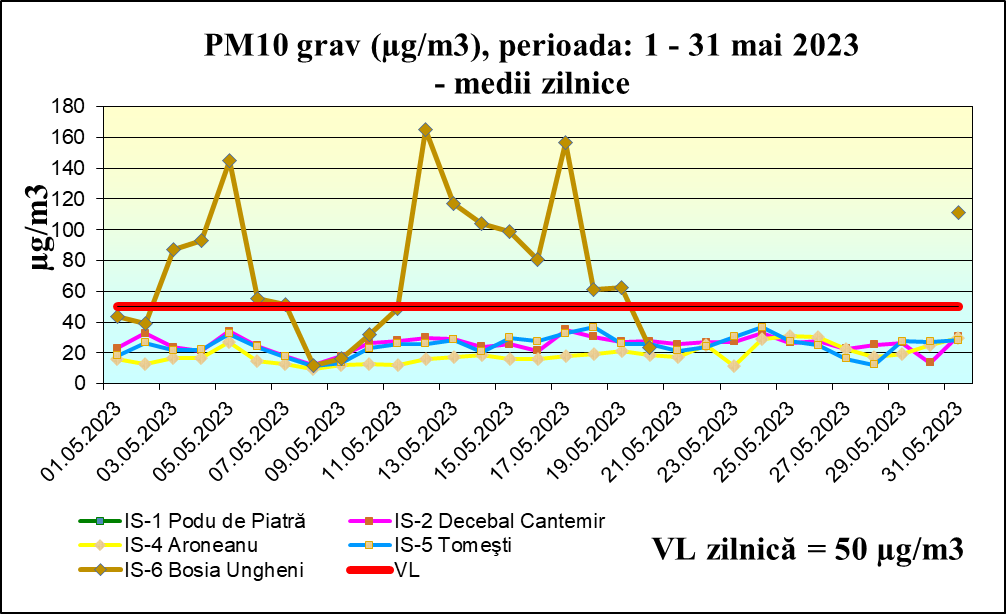 PM10 grav (µg/m3), perioada: 1 - 31 mai 2023
- medii zilnice
µg/m3
180
160
140
120
100
80
60
40
20
0
01.05.2023 03.05.2023 05.05.2023 07.05.2023 09.05.2023 11.05.2023 13.05.2023 15.05.2023 17.05.2023 19.05.2023 21.05.2023 23.05.2023 25.05.2023 27.05.2023 29.05.2023 31.05.2023
IS-1 Podu de Piatră IS-2 Decebal Cantemir
IS-4 Aroneanu IS-5 Tomeşti
IS-6 Bosia Ungheni VL
VL zilnică = 50 µg/m3